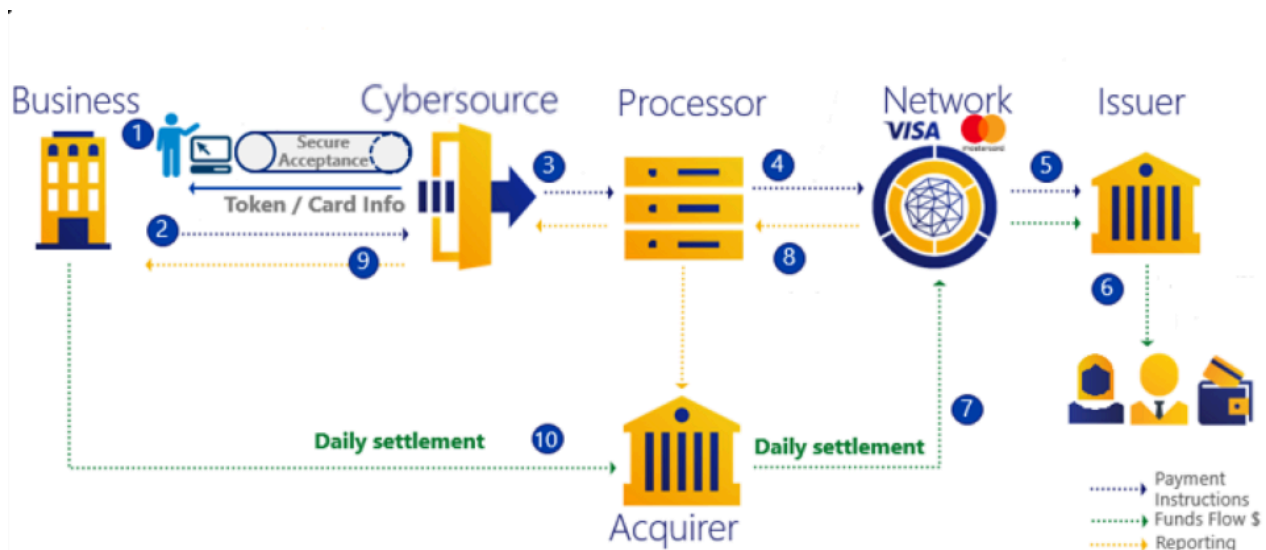 Business
Cybersource
Processor
Network
Issuer
VISA
mastercard
1
Secure
Acceptance
3
4
5
Token / Card Info
2
9
8
6
7
Daily settlement
10
Daily settlement
Acquirer
Payment
Instructions
Funds Flow $
Reporting